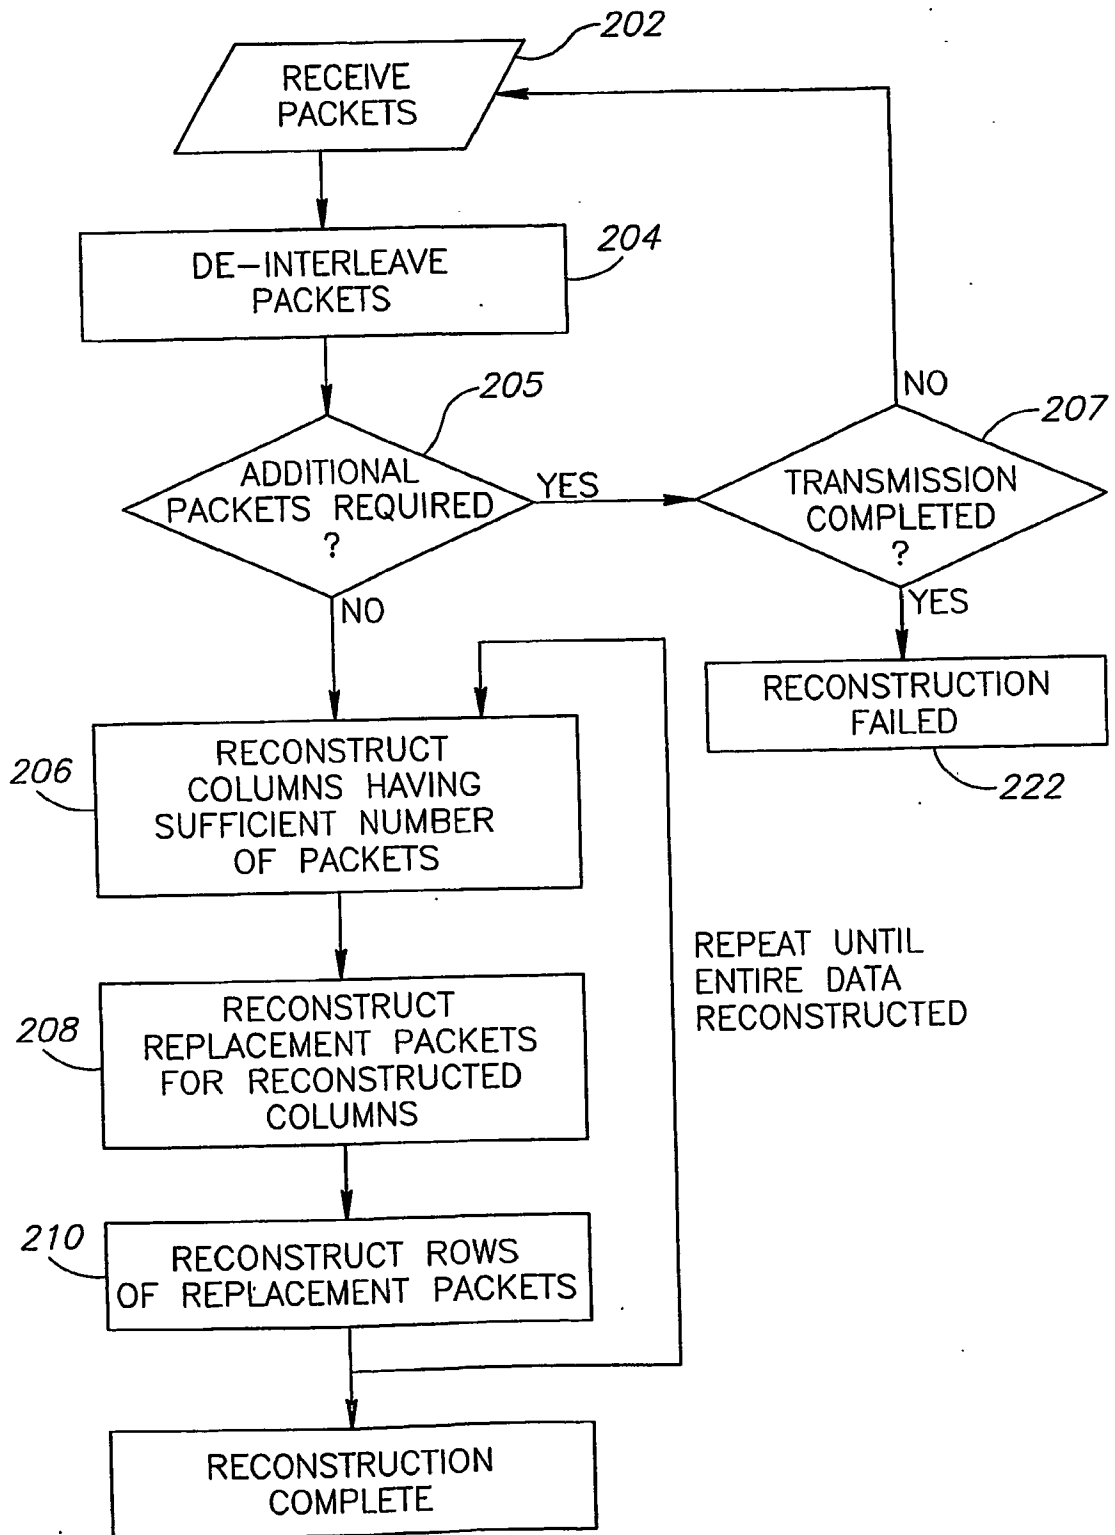 202
RECEIVE
PACKETS
204
DE-INTERLEAVE
PACKETS
205
ADDITIONAL
PACKETS REQUIRED
?
YES
NO
207
TRANSMISSION
COMPLETED
?
NO
YES
RECONSTRUCTION
FAILED
222
206
RECONSTRUCT
COLUMNS HAVING
SUFFICIENT NUMBER
OF PACKETS
REPEAT UNTIL
ENTIRE DATA
RECONSTRUCTED
208
RECONSTRUCT
REPLACEMENT PACKETS
FOR RECONSTRUCTED
COLUMNS
210
RECONSTRUCT ROWS
OF REPLACEMENT PACKETS
RECONSTRUCTION
COMPLETE